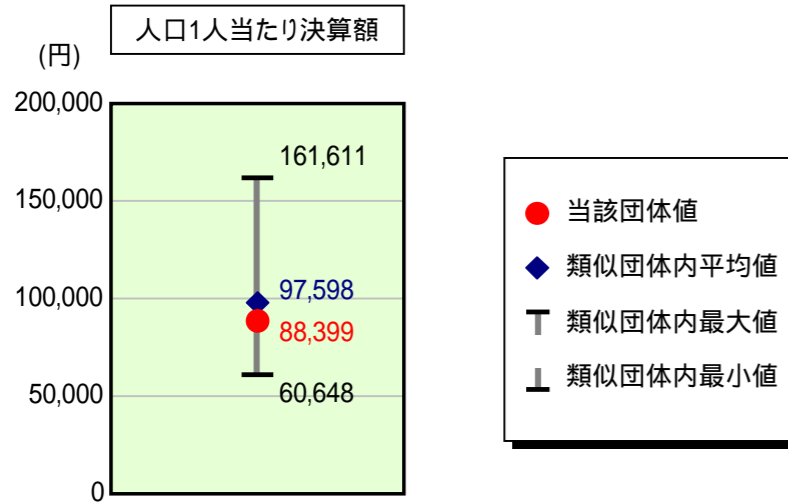 人口1人当たり決算額
(円)
200,000
150,000
100,000
50,000
0
161,611
97,598
88,399
60,648
当該団体値
類似団体内平均値
類似団体内最大値
類似団体内最小値